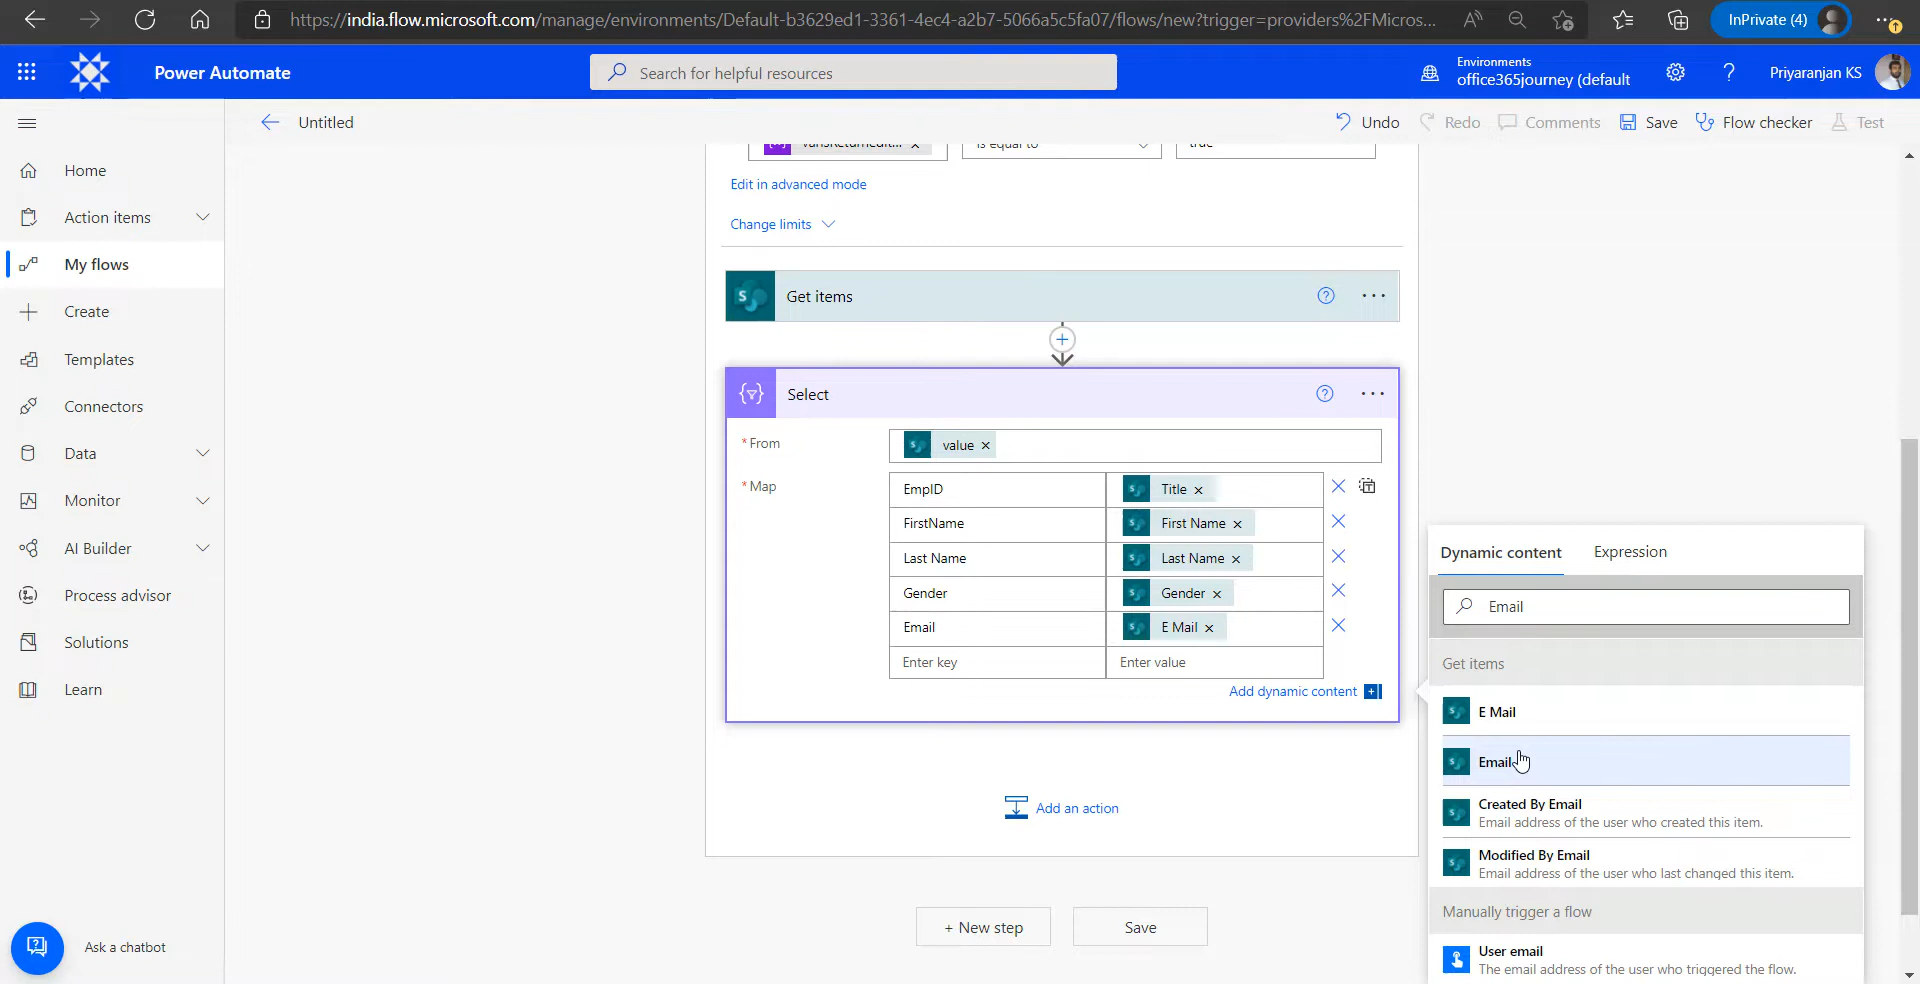 https://india.flow.microsoft.com/manage/environments/Default-b3629ed1-3361-4ec4-a2b7-5066a5c5fa07/flows/new?trigger=providers%2FMicros...
InPrivate (4)
Power Automate
Search for helpful resources
Environments
office365journey (default
Priyaranjan KS
Untitled
Undo
Redo
Comments
Save
Flow checker
Test
Home
Action items
My flows
Create
Templates
Connectors
Data
Monitor
AI Builder
Process advisor
Solutions
Learn
Ask a chatbot
is equal to
true
Edit in advanced mode
Change limits
Get items
Select
* From
value
* Map
EmpID
Title
FirstName
First Name
Last Name
Last Name
Gender
Gender
Email
E Mail
Enter key
Enter value
Add dynamic content
Add an action
+ New step
Save
Dynamic content
Expression
Email
Get items
E Mail
Email
Created By Email
Email address of the user who created this item.
Modified By Email
Email address of the user who last changed this item.
Manually trigger a flow
User email
The email address of the user who triggered the flow.